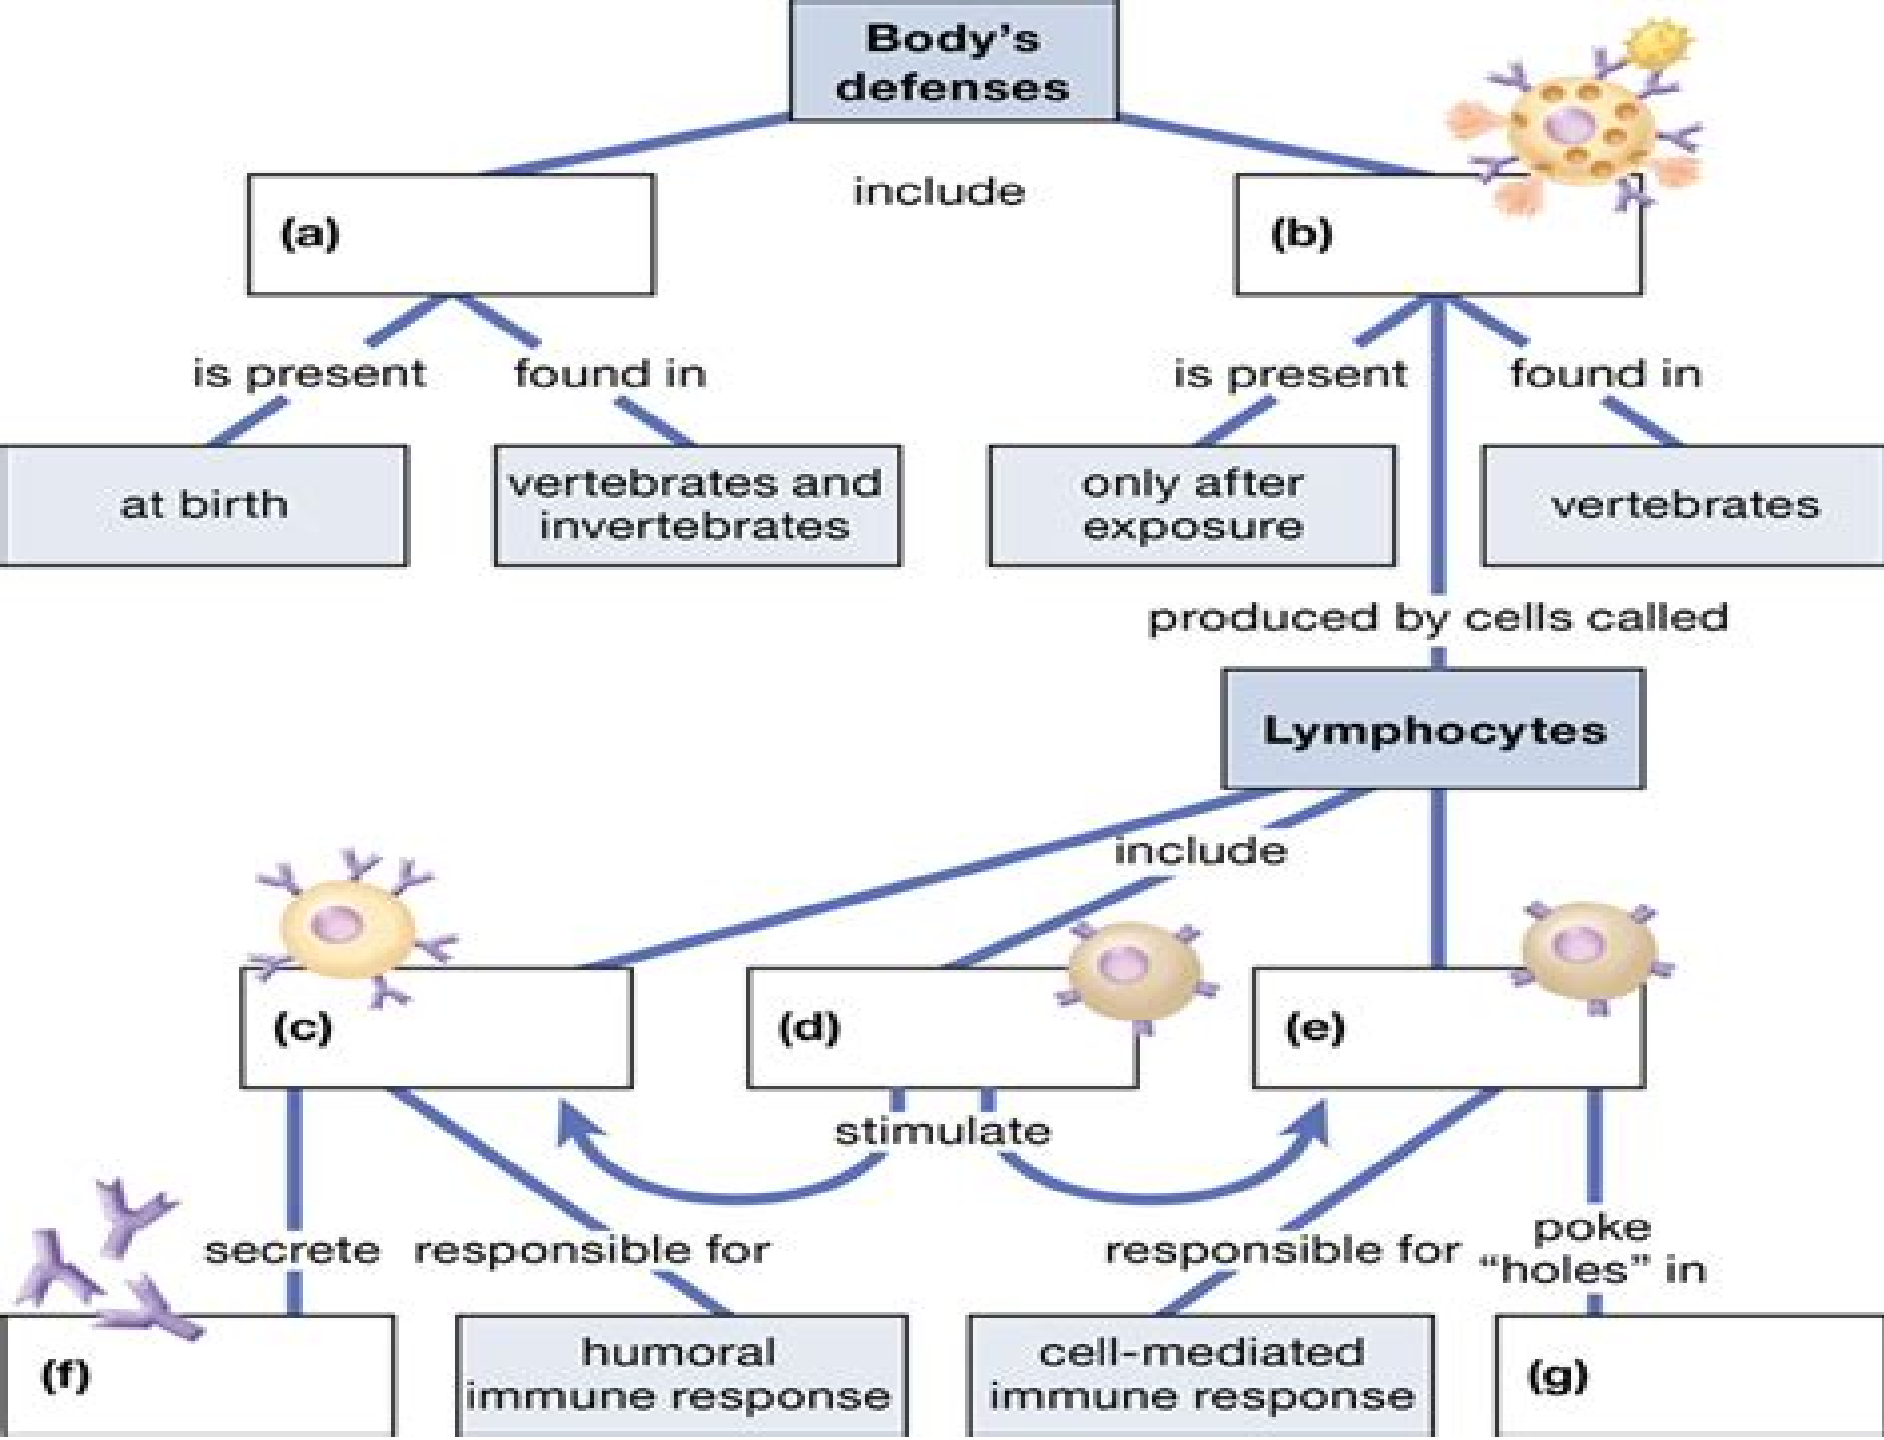 Body's
defenses
include
(a)
(b)
is present
found in
is present
found in
at birth
vertebrates and
invertebrates
only after
exposure
vertebrates
produced by cells called
Lymphocytes
include
(c)
(d)
(e)
stimulate
secrete
responsible for
responsible for
poke
“holes” in
(f)
humoral
immune response
cell-mediated
immune response
(g)